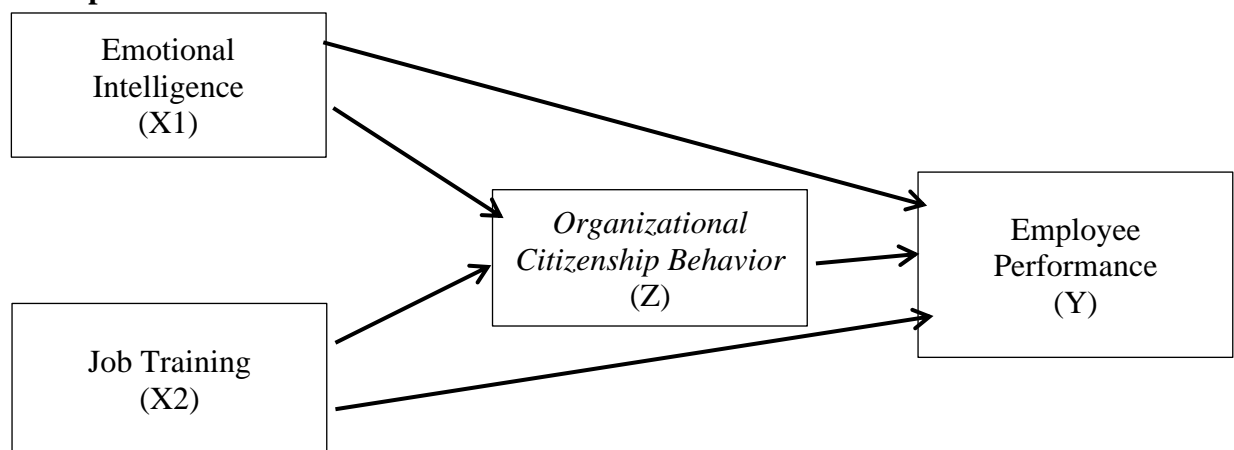 Emotional
Intelligence
(X1)
Organizational
Citizenship Behavior
(Z)
Employee
Performance
(Y)
Job Training
(X2)